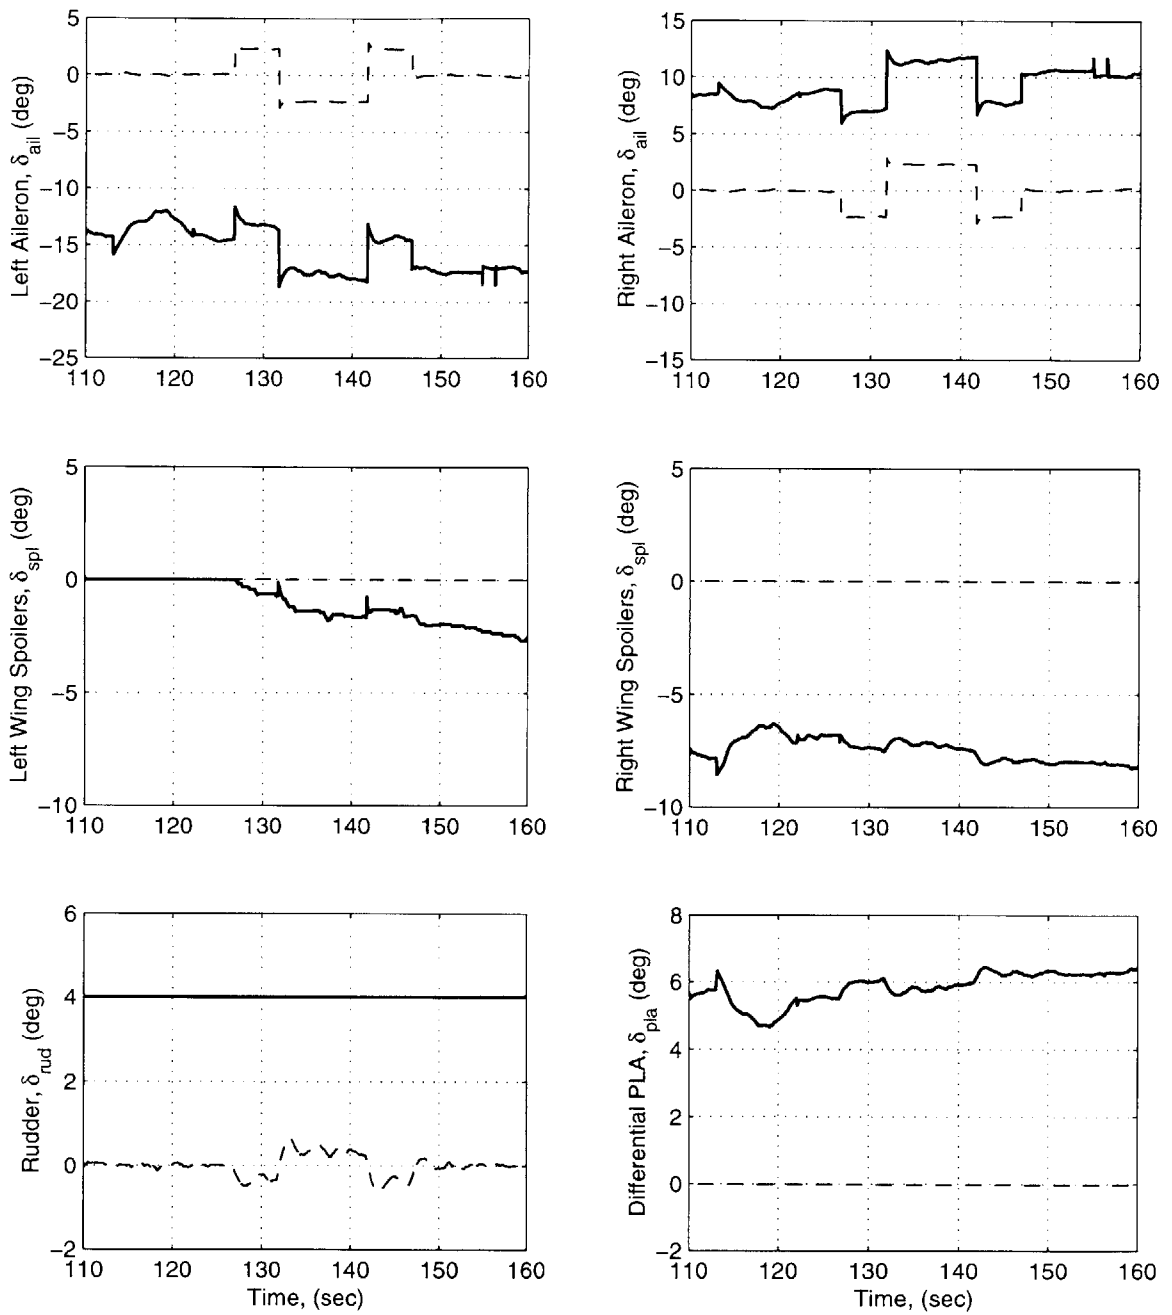 Left Aileron, δail (deg)
5
0
−5
−10
−15
−20
−25
110 120 130 140 150 160
Right Aileron, δail (deg)
15
10
5
0
−5
−10
−15
110 120 130 140 150 160
Left Wing Spoilers, δspl (deg)
5
0
−5
−10
110 120 130 140 150 160
Right Wing Spoilers, δspl (deg)
5
0
−5
−10
110 120 130 140 150 160
Rudder, δrud (deg)
6
4
2
0
−2
110 120 130 140 150 160
Time, (sec)
Differential PLA, δpla (deg)
8
6
4
2
0
−2
110 120 130 140 150 160
Time, (sec)